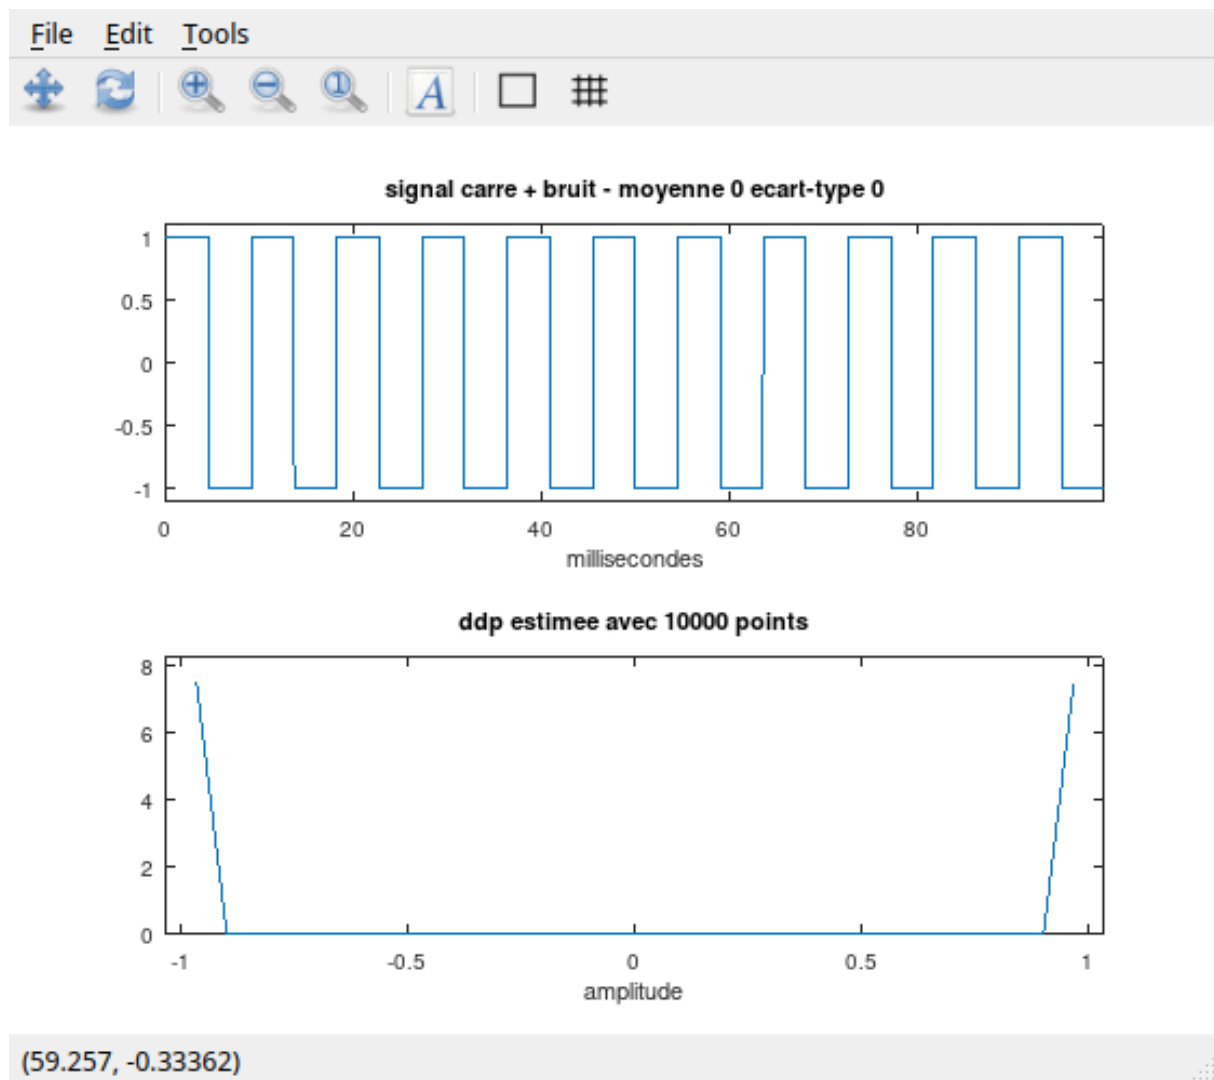 File Edit Tools
A
signal carre + bruit - moyenne 0 ecart-type 0
1
0.5
0
-0.5
-1
0 20 40 60 80
millisecondes
ddp estimee avec 10000 points
8
6
4
2
0
-1 -0.5 0 0.5 1
amplitude
(59.257, -0.33362)